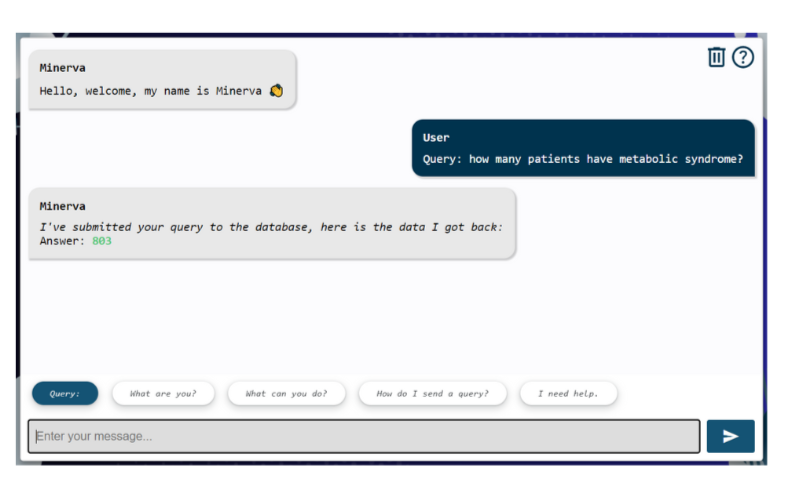 Minerva
Hello, welcome, my name is Minerva
User
Query: how many patients have metabolic syndrome?
Minerva
I've submitted your query to the database, here is the data I got back:
Answer: 803
Query:
What are you?
What can you do?
How do I send a query?
I need help.
Enter your message...